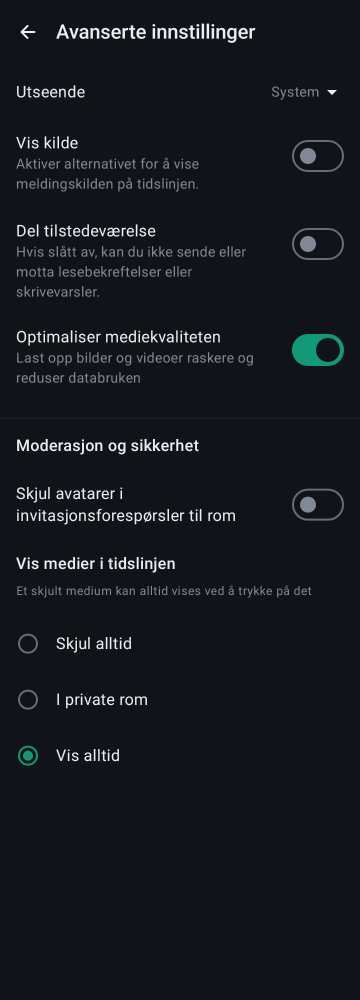 Avanserte innstillinger
Utseende
System
Vis kilde
Aktiver alternativet for å vise
meldingskilden på tidslinjen.
Del tilstedeværelse
Hvis slått av, kan du ikke sende eller
motta lesebekreftelser eller
skrivevarsler.
Optimaliser mediekvaliteten
Last opp bilder og videoer raskere og
reduser databruken
Moderasjon og sikkerhet
Skjul avatarer i
invitasjonsforespørsler til rom
Vis medier i tidslinjen
Et skjult medium kan alltid vises ved å trykke på det
Skjul alltid
I private rom
Vis alltid